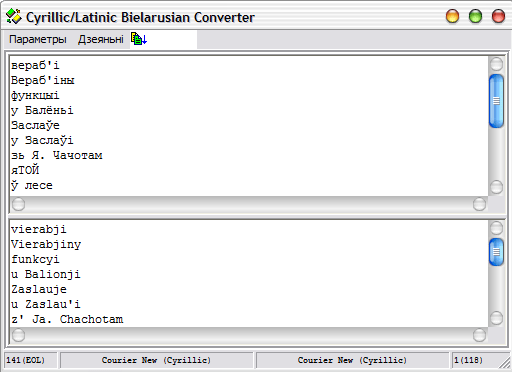 Cyrillic/Latinic Bielarusian Converter
Параметры Дзеяньні
вераб'і
Вераб'іны
функцыі
у Балёньі
Заслаўе
у Заслаўі
зь Я. Чачотам
яТОЙ
ў лесе
vierabji
Vierabjiny
funkcyi
u Balionji
Zaslauje
u Zaslau'i
z' Ja. Chachotam
141(EOL) Courier New (Cyrillic) Courier New (Cyrillic) 1(118)